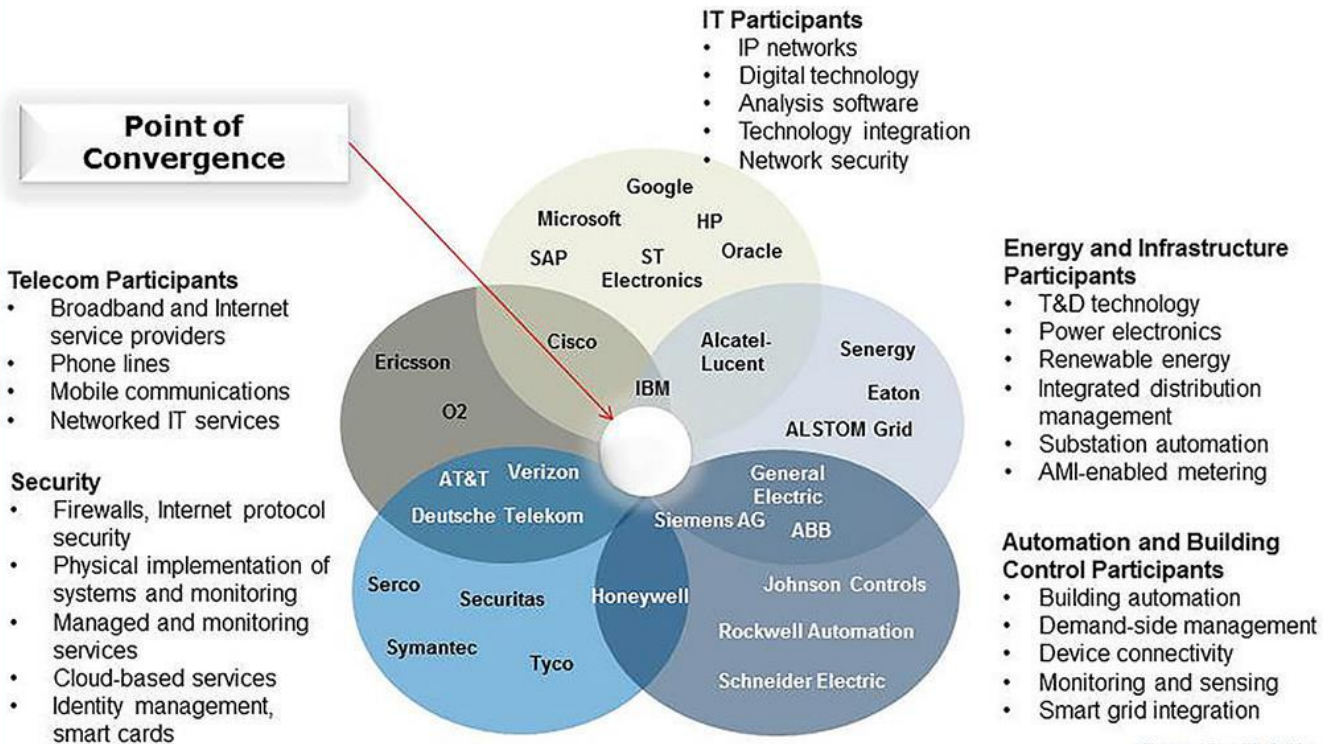 IT Participants
• IP networks
• Digital technology
• Analysis software
• Technology integration
• Network security
Point of
Convergence
Telecom Participants
• Broadband and Internet
service providers
• Phone lines
• Mobile communications
• Networked IT services
Security
• Firewalls, Internet protocol
security
• Physical implementation of
systems and monitoring
• Managed and monitoring
services
• Cloud-based services
• Identity management,
smart cards
Google
Microsoft
HP
SAP
ST
Electronics
Oracle
Cisco
Alcatel-
Lucent
IBM
Ericsson
O2
Senergy
Eaton
ALSTOM Grid
AT&T
Verizon
Deutsche Telekom
General
Electric
Siemens AG
ABB
Serco
Securitas
Symantec
Tyco
Honeywell
Johnson Controls
Rockwell Automation
Schneider Electric
Energy and Infrastructure
Participants
• T&D technology
• Power electronics
• Renewable energy
• Integrated distribution
management
• Substation automation
• AMI-enabled metering
Automation and Building
Control Participants
• Building automation
• Demand-side management
• Device connectivity
• Monitoring and sensing
• Smart grid integration